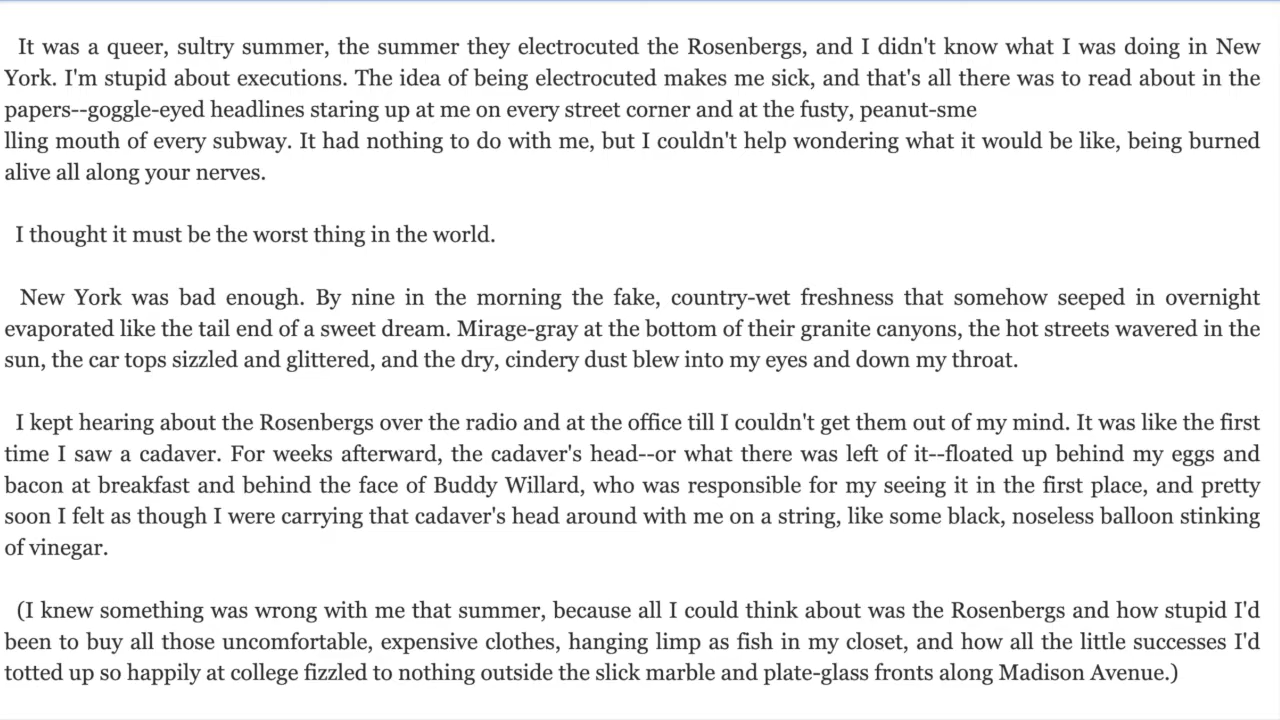 It was a queer, sultry summer, the summer they electrocuted the Rosenbergs, and I didn't know what I was doing in New
York. I'm stupid about executions. The idea of being electrocuted makes me sick, and that's all there was to read about in the
papers--goggle-eyed headlines staring up at me on every street corner and at the fusty, peanut-sme
lling mouth of every subway. It had nothing to do with me, but I couldn't help wondering what it would be like, being burned
alive all along your nerves.
I thought it must be the worst thing in the world.
New York was bad enough. By nine in the morning the fake, country-wet freshness that somehow seeped in overnight
evaporated like the tail end of a sweet dream. Mirage-gray at the bottom of their granite canyons, the hot streets wavered in the
sun, the car tops sizzled and glittered, and the dry, cindery dust blew into my eyes and down my throat.
I kept hearing about the Rosenbergs over the radio and at the office till I couldn't get them out of my mind. It was like the first
time I saw a cadaver. For weeks afterward, the cadaver's head--or what there was left of it--floated up behind my eggs and
bacon at breakfast and behind the face of Buddy Willard, who was responsible for my seeing it in the first place, and pretty
soon I felt as though I were carrying that cadaver's head around with me on a string, like some black, noseless balloon stinking
of vinegar.
(I knew something was wrong with me that summer, because all I could think about was the Rosenbergs and how stupid I'd
been to buy all those uncomfortable, expensive clothes, hanging limp as fish in my closet, and how all the little successes I'd
totted up so happily at college fizzled to nothing outside the slick marble and plate-glass fronts along Madison Avenue.)